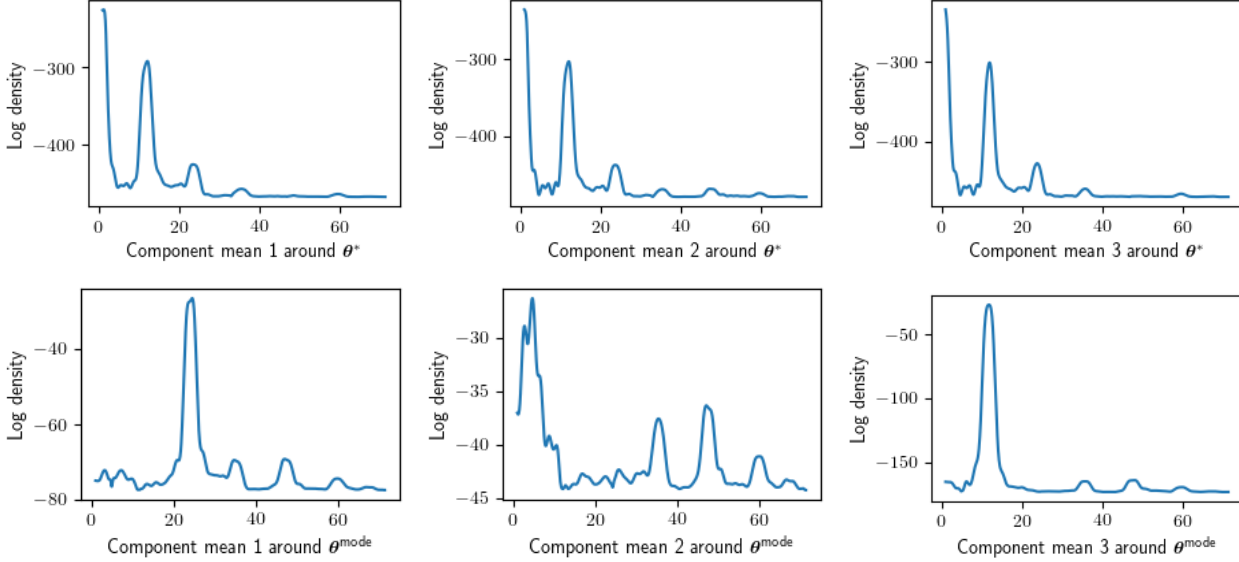 Log density
−300
−400
0 20 40 60
Component mean 1 around θ*
Log density
−300
−400
0 20 40 60
Component mean 2 around θ*
Log density
−300
−400
0 20 40 60
Component mean 3 around θ*
Log density
−40
−60
−80
0 20 40 60
Component mean 1 around θ^mode
Log density
−30
−35
−40
−45
0 20 40 60
Component mean 2 around θ^mode
Log density
−50
−100
−150
0 20 40 60
Component mean 3 around θ^mode